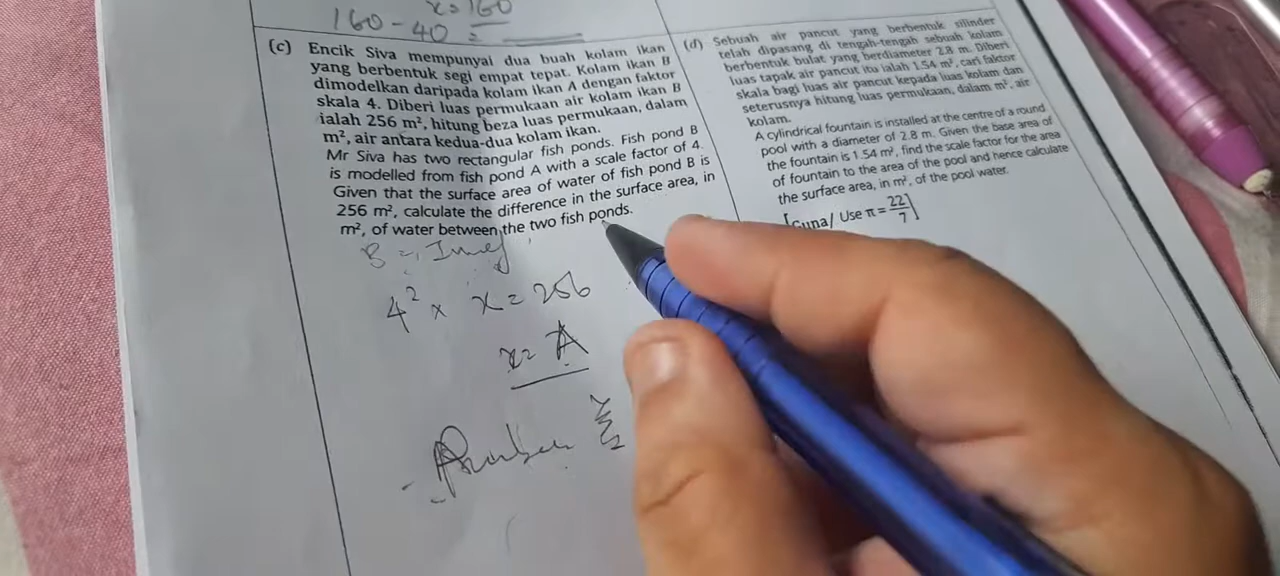 x = 160
160 - 40 =
(c) Encik Siva mempunyai dua buah kolam ikan
yang berbentuk segi empat tepat. Kolam ikan B
dimodelkan daripada kolam ikan A dengan faktor
skala 4. Diberi luas permukaan air kolam ikan B
ialah 256 m², hitung beza luas permukaan, dalam
m², air antara kedua-dua kolam ikan.
Mr Siva has two rectangular fish ponds. Fish pond B
is modelled from fish pond A with a scale factor of 4.
Given that the surface area of water of fish pond B is
256 m², calculate the difference in the surface area, in
m², of water between the two fish ponds.
B =
4² × x = 256
x = A
(d) Sebuah air pancut yang berbentuk silinder
telah dipasang di tengah-tengah sebuah kolam
berbentuk bulat yang berdiameter 2.8 m. Diberi
luas tapak air pancut itu ialah 1.54 m², cari faktor
skala bagi luas air pancut kepada luas kolam dan
seterusnya hitung luas permukaan, dalam m², air
kolam.
A cylindrical fountain is installed at the centre of a round
pool with a diameter of 2.8 m. Given the base area of
the fountain is 1.54 m², find the scale factor for the area
of fountain to the area of the pool and hence calculate
the surface area, in m², of the pool water.
[Guna/ Use π = 22/7]